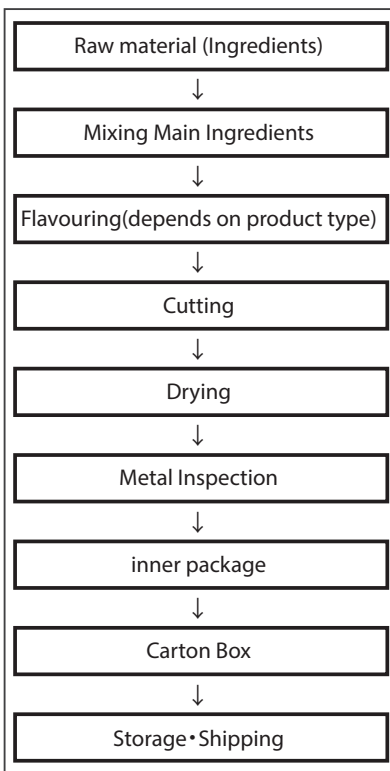 Raw material (Ingredients)
↓
Mixing Main Ingredients
↓
Flavouring(depends on product type)
↓
Cutting
↓
Drying
↓
Metal Inspection
↓
inner package
↓
Carton Box
↓
Storage・Shipping